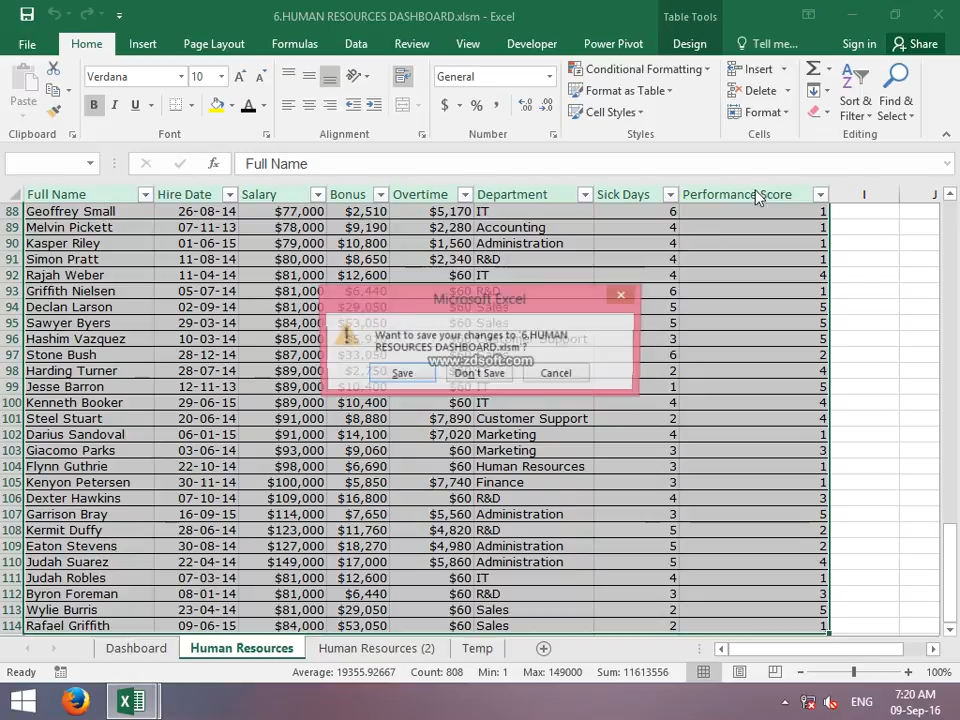 6.HUMAN RESOURCES DASHBOARD.xlsm - Excel
Table Tools
File
Home
Insert
Page Layout
Formulas
Data
Review
View
Developer
Power Pivot
Design
Tell me...
Sign in
Share
Paste
Verdana
10
General
Conditional Formatting
Format as Table
Cell Styles
Insert
Delete
Format
Sort & Filter
Find & Select
Clipboard
Font
Alignment
Number
Styles
Cells
Editing
Full Name
Full Name Hire Date Salary Bonus Overtime Department Sick Days Performance Score I J
88 Geoffrey Small 26-08-14 $77,000 $2,510 $5,170 IT 6 1
89 Melvin Pickett 07-11-13 $78,000 $9,190 $2,280 Accounting 4 1
90 Kasper Riley 01-06-15 $79,000 $10,800 $1,560 Administration 4 1
91 Simon Pratt 11-08-14 $80,000 $8,650 $2,340 R&D 4 1
92 Rajah Weber 11-04-14 $81,000 $12,600 $60 IT 4 4
93 Griffith Nielsen 05-07-14 $81,000 $6,440 $60 R&D 6 1
94 Declan Larson 02-09-14 $81,000 $29,050 Sales 5 5
95 Sawyer Byers 29-03-14 $84,000 $53,050 Sales 5 5
96 Hashim Vazquez 10-03-14 $85,000 Support 5 4
97 Stone Bush 28-12-14 $87,000 6 2
98 Harding Turner 28-07-14 $89,000 2 4
99 Jesse Barron 12-11-13 $89,000 $10,400 IT 1 5
100 Kenneth Booker 29-06-15 $89,000 $10,400 $60 IT 4 4
101 Steel Stuart 20-06-14 $91,000 $8,880 $7,890 Customer Support 2 4
102 Darius Sandoval 06-01-15 $91,000 $14,100 $7,020 Marketing 4 1
103 Giacomo Parks 03-06-14 $93,000 $9,060 $60 Marketing 3 3
104 Flynn Guthrie 22-10-14 $98,000 $6,690 $60 Human Resources 3 1
105 Kenyon Petersen 30-11-14 $100,000 $5,850 $7,740 Finance 3 1
106 Dexter Hawkins 07-10-14 $109,000 $16,800 $60 R&D 4 3
107 Garrison Bray 16-09-15 $114,000 $7,650 $5,560 Administration 3 5
108 Kermit Duffy 28-06-14 $123,000 $11,760 $4,820 R&D 5 2
109 Eaton Stevens 30-08-14 $127,000 $18,270 $4,980 Administration 5 2
110 Judah Suarez 22-04-14 $149,000 $17,000 $5,860 Administration 5 4
111 Judah Robles 07-03-14 $81,000 $12,600 $60 IT 4 1
112 Byron Foreman 08-01-14 $81,000 $6,440 $60 R&D 3 3
113 Wylie Burris 23-04-14 $81,000 $29,050 $60 Sales 2 5
114 Rafael Griffith 09-06-15 $84,000 $53,050 $60 Sales 2 1
Microsoft Excel
Want to save your changes to '6.HUMAN
RESOURCES DASHBOARD.xlsm'?
www.zdsoft.com
Save
Don't Save
Cancel
Dashboard
Human Resources
Human Resources (2)
Temp
Ready
Average: 19355.92667
Count: 808
Min: 1
Max: 149000
Sum: 11613556
100%
ENG
7:20 AM
09-Sep-16